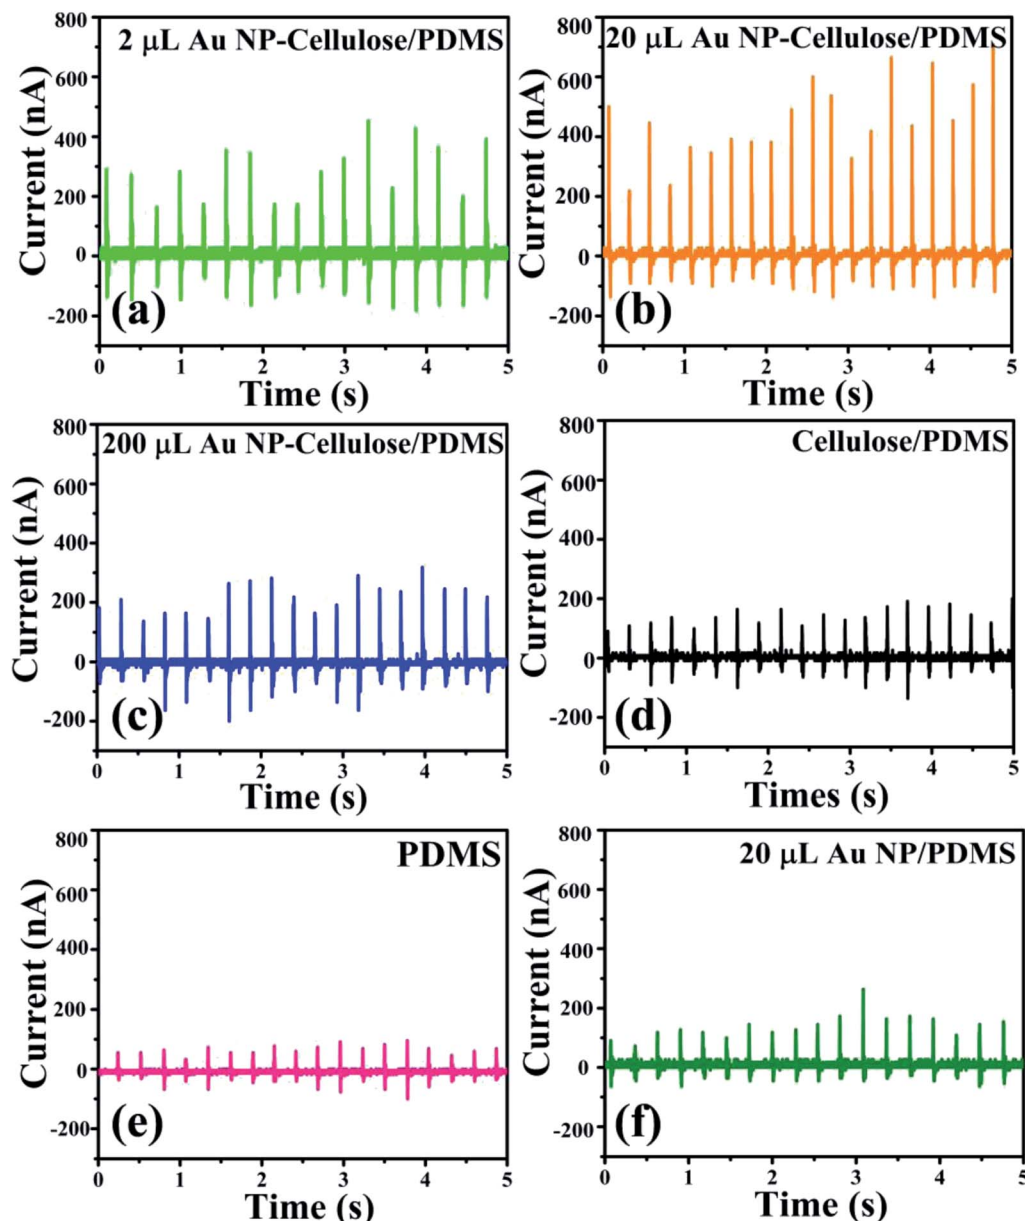 2 μL Au NP-Cellulose/PDMS
800
600
400
200
0
-200
Current (nA)
(a)
0 1 2 3 4 5
Time (s)
20 μL Au NP-Cellulose/PDMS
800
600
400
200
0
-200
Current (nA)
(b)
0 1 2 3 4 5
Time (s)
200 μL Au NP-Cellulose/PDMS
800
600
400
200
0
-200
Current (nA)
(c)
0 1 2 3 4 5
Time (s)
Cellulose/PDMS
800
600
400
200
0
-200
Current (nA)
(d)
0 1 2 3 4 5
Times (s)
PDMS
800
600
400
200
0
-200
Current (nA)
(e)
0 1 2 3 4 5
Time (s)
20 μL Au NP/PDMS
800
600
400
200
0
-200
Current (nA)
(f)
0 1 2 3 4 5
Time (s)